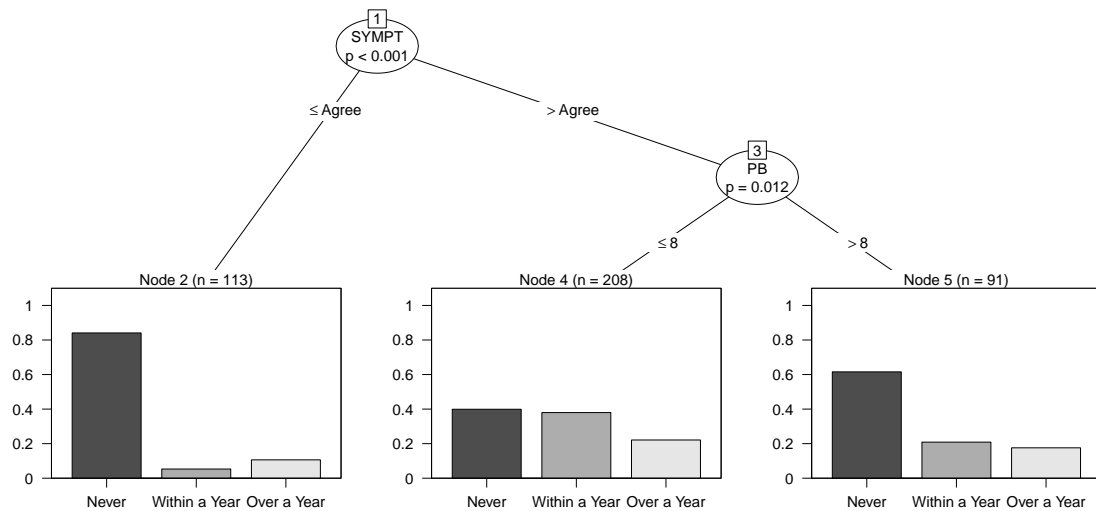 1
SYMPT
p < 0.001
≤ Agree
> Agree
3
PB
p = 0.012
≤ 8
> 8
Node 2 (n = 113)
1
0.8
0.6
0.4
0.2
0
Never Within a Year Over a Year
Node 4 (n = 208)
1
0.8
0.6
0.4
0.2
0
Never Within a Year Over a Year
Node 5 (n = 91)
1
0.8
0.6
0.4
0.2
0
Never Within a Year Over a Year